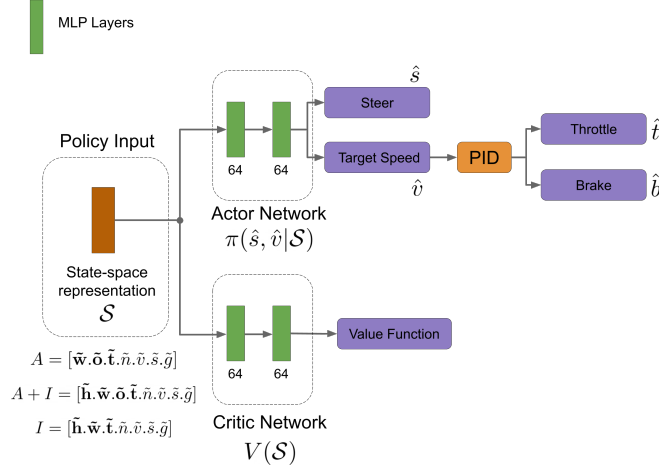 MLP Layers
Policy Input
State-space
representation
𝒮
A = [w̃.õ.t̃.ñ.ṽ.s̃.g̃]
A + I = [h̃.w̃.õ.t̃.ñ.ṽ.s̃.g̃]
I = [h̃.w̃.t̃.ñ.ṽ.s̃.g̃]
64
64
Actor Network
π(ŝ, v̂|𝒮)
ŝ
Steer
Target Speed
v̂
PID
Throttle
t̂
Brake
b̂
64
64
Critic Network
V(𝒮)
Value Function